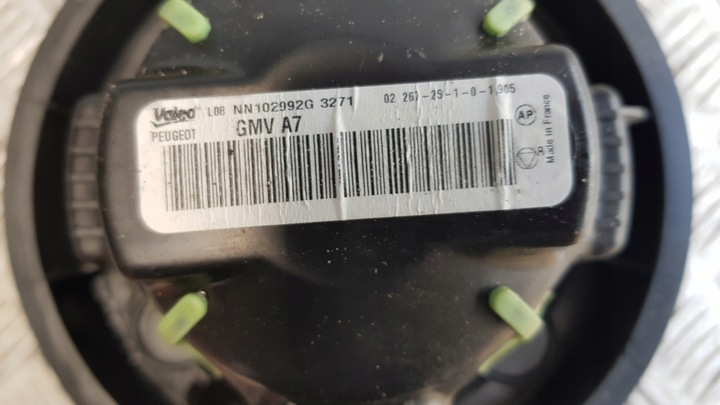 Valeo L08 NN102992G 3271 02 267-25-1-0-1,905
PEUGEOT GMV A7
AP
R
Made in France